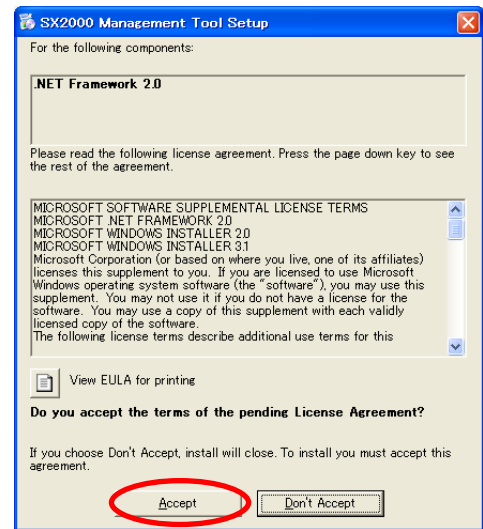 SX2000 Management Tool Setup
For the following components:
.NET Framework 2.0
Please read the following license agreement. Press the page down key to see
the rest of the agreement.
MICROSOFT SOFTWARE SUPPLEMENTAL LICENSE TERMS
MICROSOFT .NET FRAMEWORK 2.0
MICROSOFT WINDOWS INSTALLER 2.0
MICROSOFT WINDOWS INSTALLER 3.1
Microsoft Corporation (or based on where you live, one of its affiliates)
licenses this supplement to you. If you are licensed to use Microsoft
Windows operating system software (the "software"), you may use this
supplement. You may not use it if you do not have a license for the
software. You may use a copy of this supplement with each validly
licensed copy of the software.
The following license terms describe additional use terms for this
View EULA for printing
Do you accept the terms of the pending License Agreement?
If you choose Don't Accept, install will close. To install you must accept this
agreement.
Accept
Don't Accept